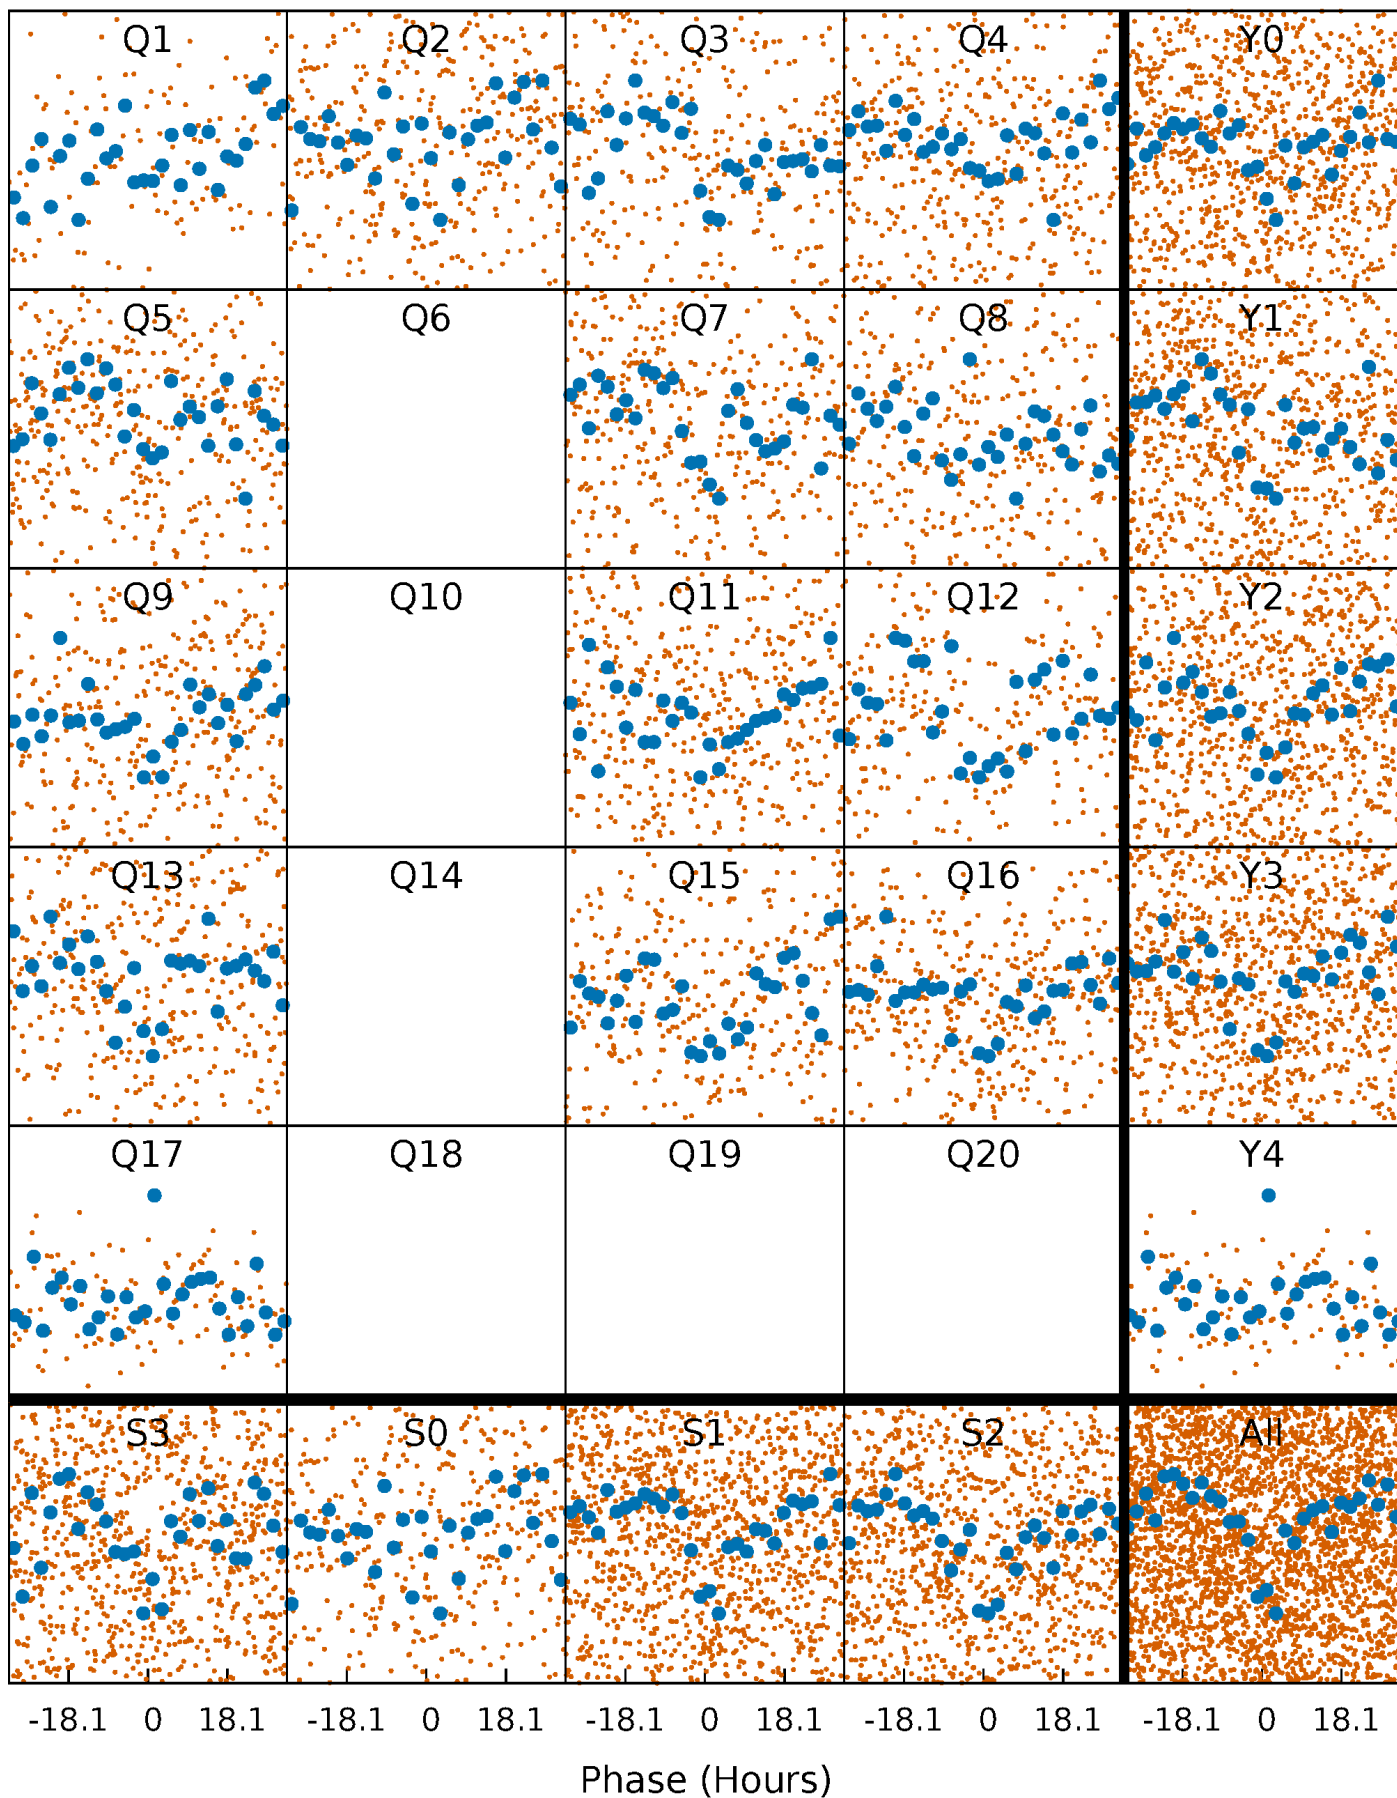 Q1 Q2 Q3 Q4 Y0
Q5 Q6 Q7 Q8 Y1
Q9 Q10 Q11 Q12 Y2
Q13 Q14 Q15 Q16 Y3
Q17 Q18 Q19 Q20 Y4
S3 S0 S1 S2 All
-18.1 0 18.1 -18.1 0 18.1 -18.1 0 18.1 -18.1 0 18.1 -18.1 0 18.1
Phase (Hours)